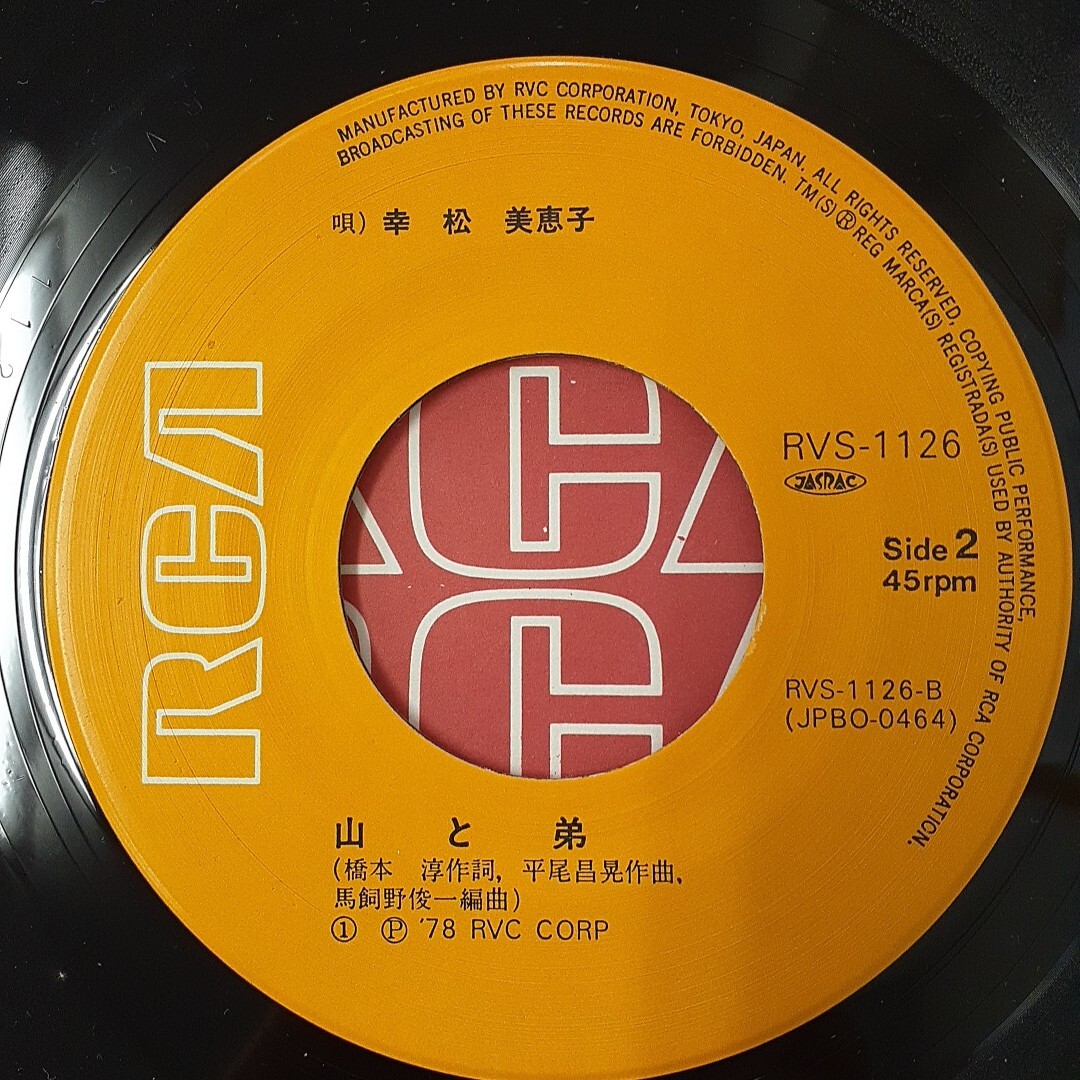 MANUFACTURED BY RVC CORPORATION, TOKYO, JAPAN. ALL RIGHTS RESERVED, COPYING PUBLIC PERFORMANCE,
BROADCASTING OF THESE RECORDS ARE FORBIDDEN. TM(S)®REG MARCA(S) REGISTRADA(S) USED BY AUTHORITY OF RCA CORPORATION.
唄) 幸 松 美恵子
RCA
RVS-1126
JASRAC
Side 2
45rpm
RVS-1126-B
(JPBO-0464)
山 と 弟
(橋本 淳作詞, 平尾昌晃作曲,
馬飼野俊一編曲)
① Ⓟ '78 RVC CORP